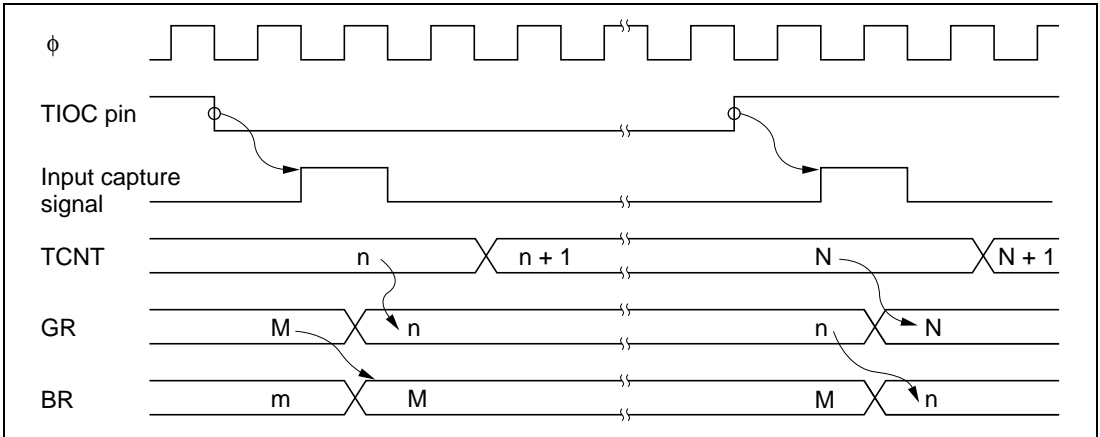 ϕ
TIOC pin
Input capture
signal
TCNT n n + 1 N N + 1
GR M n n N
BR m M M n